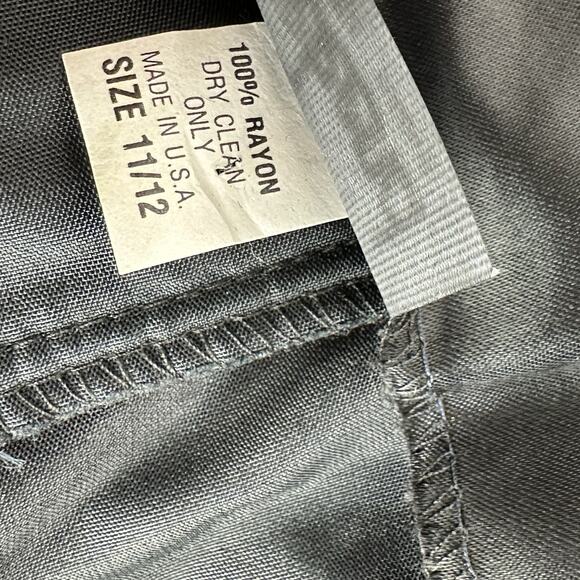 100% RAYON
DRY CLEAN
ONLY
MADE IN U.S.A.
SIZE 11/12